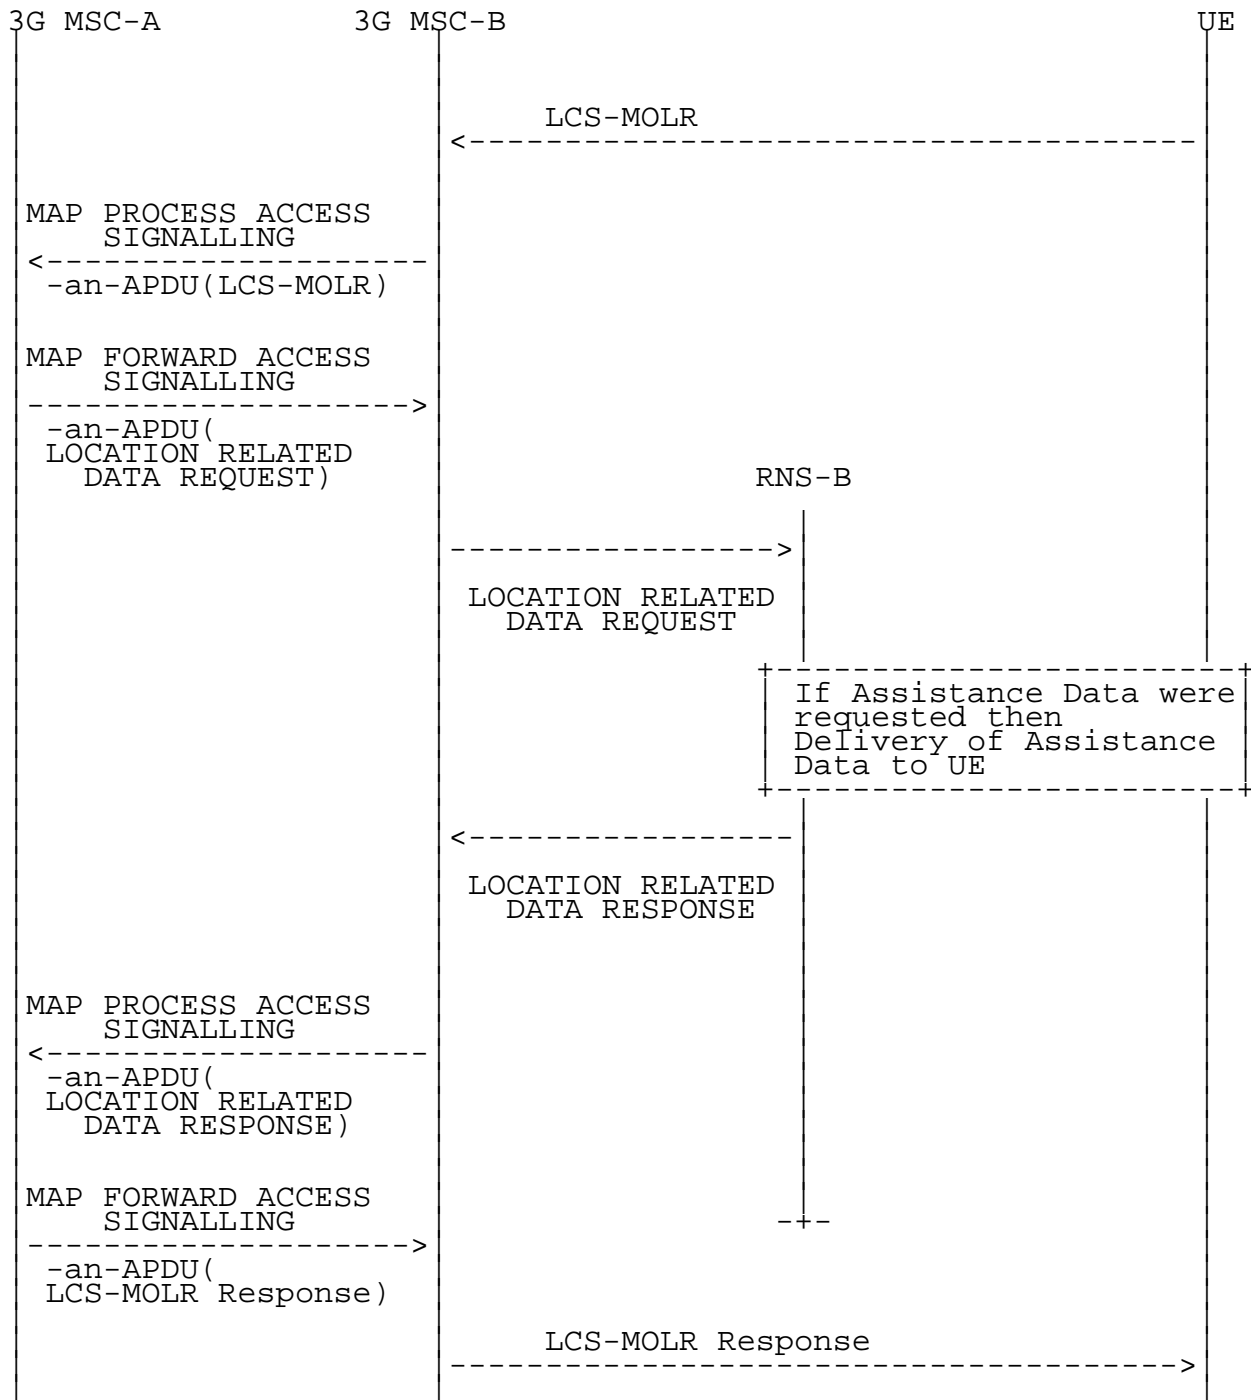 3G MSC-A 3G MSC-B UE
LCS-MOLR
MAP PROCESS ACCESS
SIGNALLING
-an-APDU(LCS-MOLR)
MAP FORWARD ACCESS
SIGNALLING
-an-APDU(
LOCATION RELATED
DATA REQUEST)
RNS-B
LOCATION RELATED
DATA REQUEST
If Assistance Data were
requested then
Delivery of Assistance
Data to UE
LOCATION RELATED
DATA RESPONSE
MAP PROCESS ACCESS
SIGNALLING
-an-APDU(
LOCATION RELATED
DATA RESPONSE)
MAP FORWARD ACCESS
SIGNALLING
-an-APDU(
LCS-MOLR Response)
LCS-MOLR Response